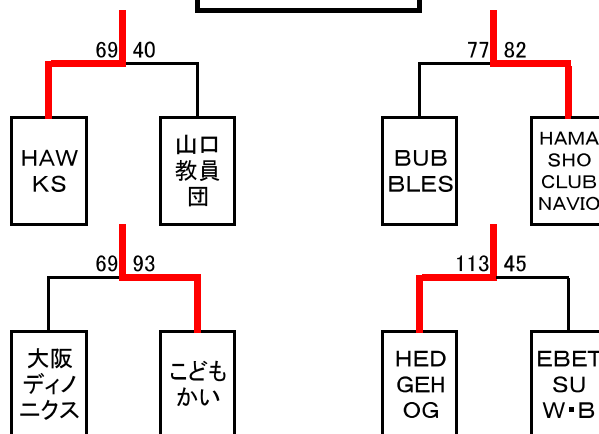 69 40
77 82
HAW
KS
山口
教員
団
BUB
BLES
HAMA
SHO
CLUB
NAVIO
69 93
113 45
大阪
ディノ
ニクス
こども
かい
HED
GEH
OG
EBET
SU
W・B